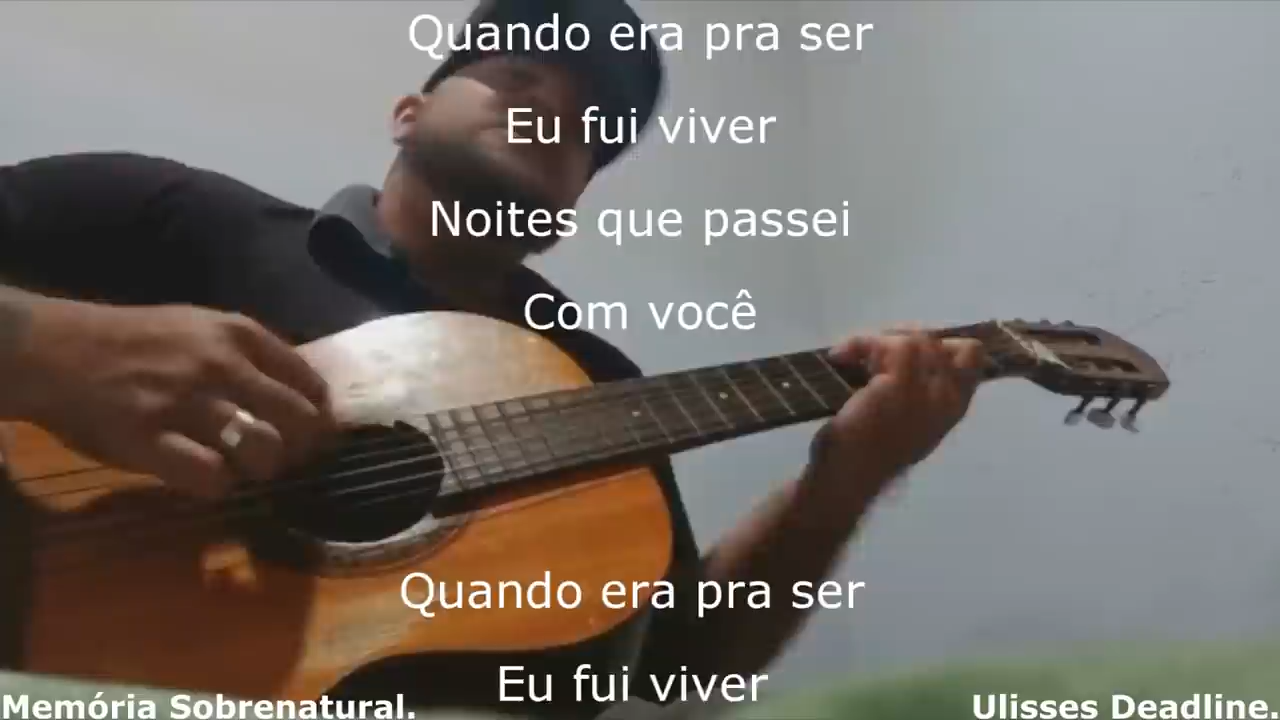 Quando era pra ser
Eu fui viver
Noites que passei
Com você
Quando era pra ser
Eu fui viver
Memória Sobrenatural.
Ulisses Deadline.